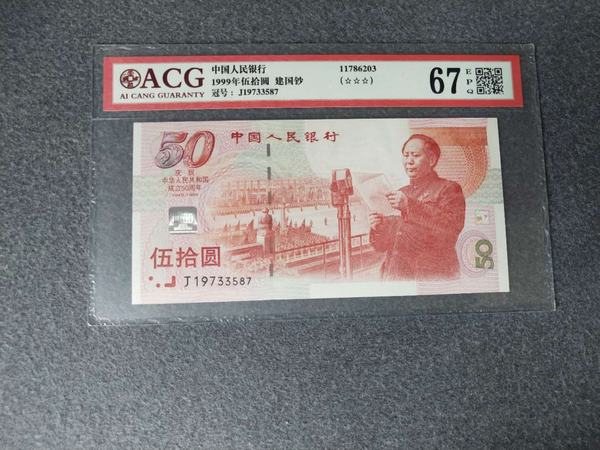 ACG
AI CANG GUARANTY
中国人民银行
1999年伍拾圆 建国钞
冠号: J19733587
11786203
(☆☆☆)
67 EPQ
50
中国人民银行
庆祝
中华人民共和国
成立50周年
1949-1999
伍拾圆
J19733587
50